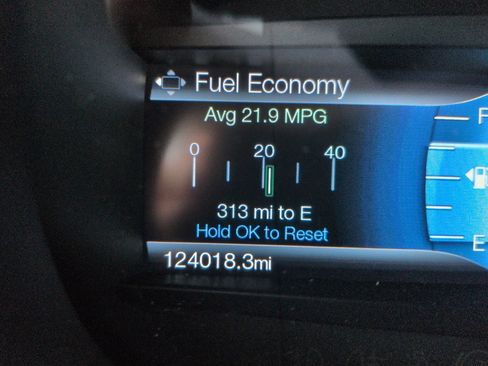 Fuel Economy
Avg 21.9 MPG
0 20 40
313 mi to E
Hold OK to Reset
124018.3mi
F
E